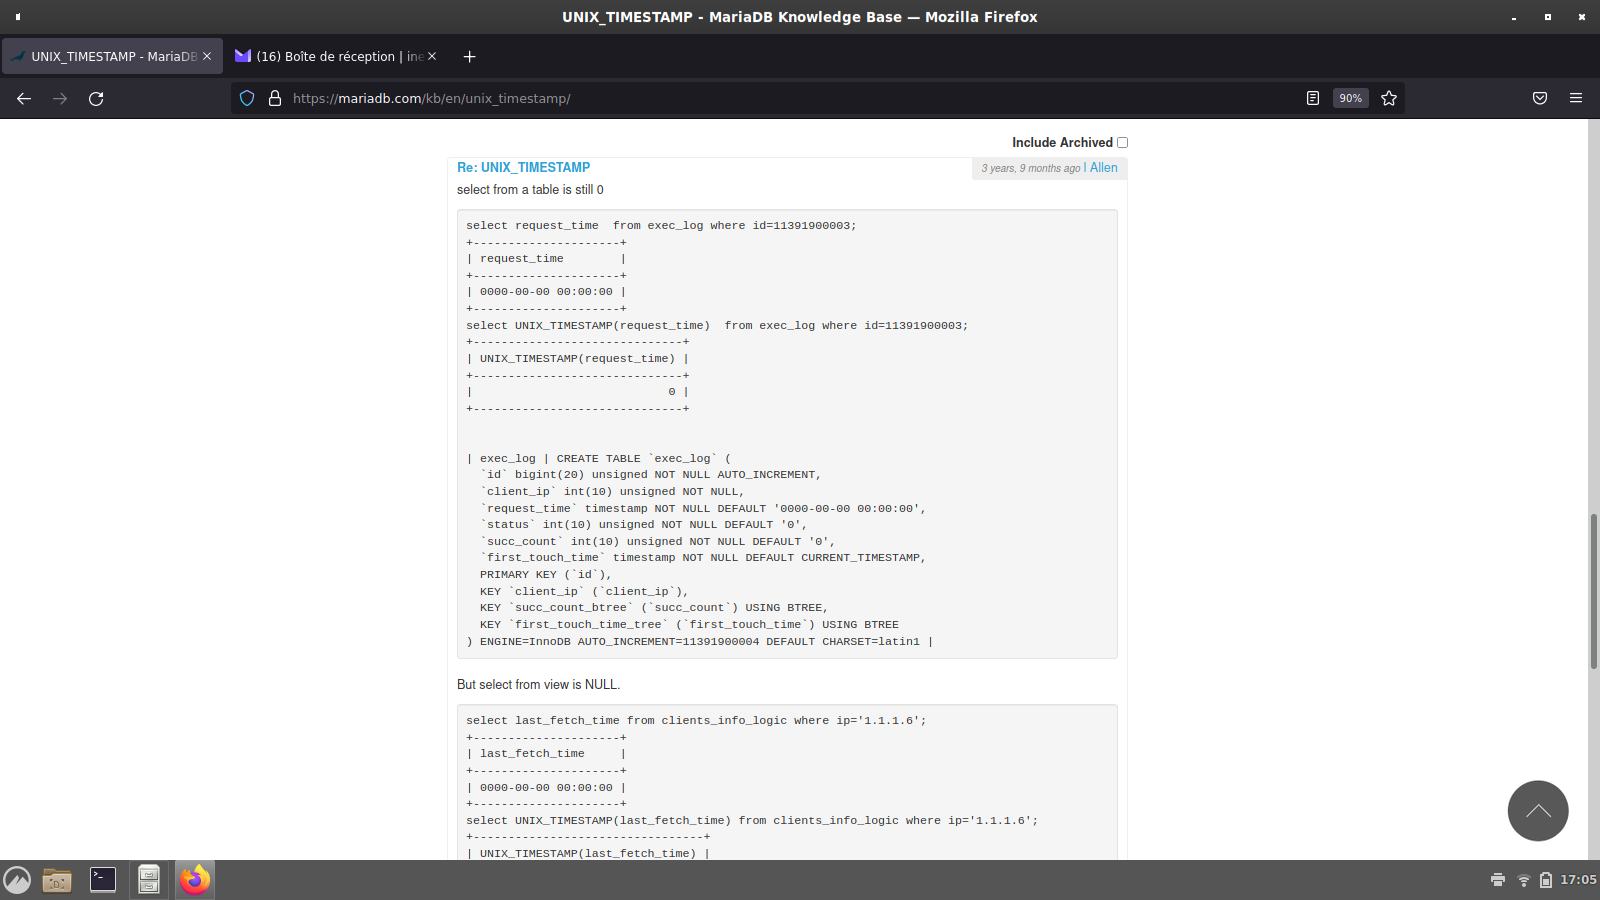 UNIX_TIMESTAMP - MariaDB Knowledge Base — Mozilla Firefox
UNIX_TIMESTAMP - MariaDB
(16) Boîte de réception | ine
https://mariadb.com/kb/en/unix_timestamp/
90%
Include Archived
Re: UNIX_TIMESTAMP
3 years, 9 months ago | Allen
select from a table is still 0
select request_time  from exec_log where id=11391900003;
+---------------------+
| request_time        |
+---------------------+
| 0000-00-00 00:00:00 |
+---------------------+
select UNIX_TIMESTAMP(request_time)  from exec_log where id=11391900003;
+------------------------------+
| UNIX_TIMESTAMP(request_time) |
+------------------------------+
|                            0 |
+------------------------------+
| exec_log | CREATE TABLE `exec_log` (
  `id` bigint(20) unsigned NOT NULL AUTO_INCREMENT,
  `client_ip` int(10) unsigned NOT NULL,
  `request_time` timestamp NOT NULL DEFAULT '0000-00-00 00:00:00',
  `status` int(10) unsigned NOT NULL DEFAULT '0',
  `succ_count` int(10) unsigned NOT NULL DEFAULT '0',
  `first_touch_time` timestamp NOT NULL DEFAULT CURRENT_TIMESTAMP,
  PRIMARY KEY (`id`),
  KEY `client_ip` (`client_ip`),
  KEY `succ_count_btree` (`succ_count`) USING BTREE,
  KEY `first_touch_time_tree` (`first_touch_time`) USING BTREE
) ENGINE=InnoDB AUTO_INCREMENT=11391900004 DEFAULT CHARSET=latin1 |
But select from view is NULL.
select last_fetch_time from clients_info_logic where ip='1.1.1.6';
+---------------------+
| last_fetch_time     |
+---------------------+
| 0000-00-00 00:00:00 |
+---------------------+
select UNIX_TIMESTAMP(last_fetch_time) from clients_info_logic where ip='1.1.1.6';
+---------------------------------+
| UNIX_TIMESTAMP(last_fetch_time) |
17:05